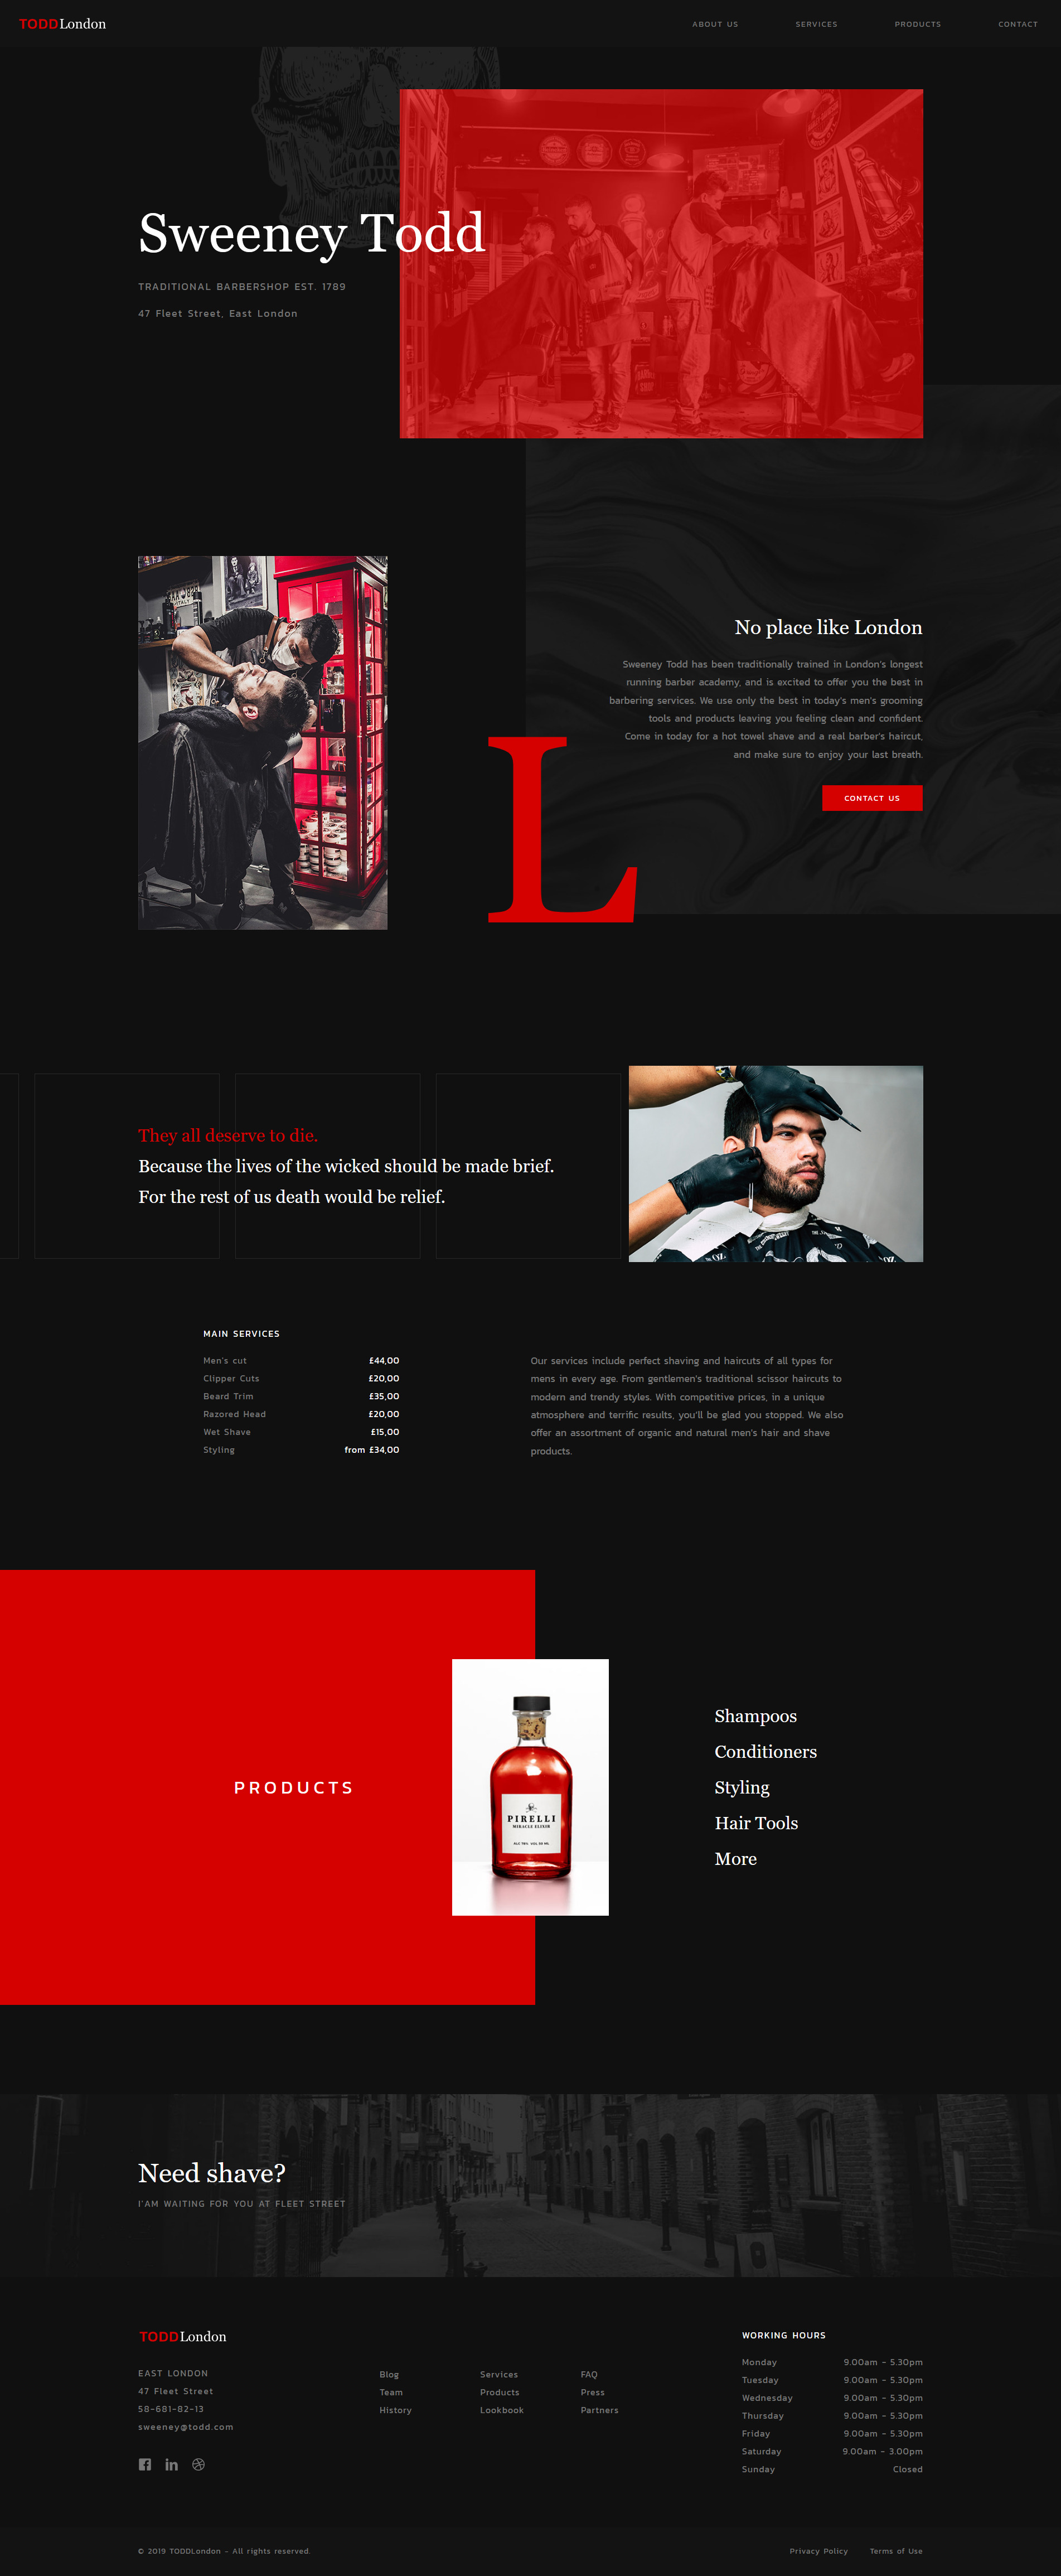 TODDLondon
ABOUT US
SERVICES
PRODUCTS
CONTACT
Sweeney Todd
TRADITIONAL BARBERSHOP EST. 1789
47 Fleet Street, East London
No place like London
Sweeney Todd has been traditionally trained in London's longest
running barber academy, and is excited to offer you the best in
barbering services. We use only the best in today's men's grooming
tools and products leaving you feeling clean and confident.
Come in today for a hot towel shave and a real barber's haircut,
and make sure to enjoy your last breath.
L
CONTACT US
They all deserve to die.
Because the lives of the wicked should be made brief.
For the rest of us death would be relief.
MAIN SERVICES
Men's cut £44,00
Clipper Cuts £20,00
Beard Trim £35,00
Razored Head £20,00
Wet Shave £15,00
Styling from £34,00
Our services include perfect shaving and haircuts of all types for
mens in every age. From gentlemen's traditional scissor haircuts to
modern and trendy styles. With competitive prices, in a unique
atmosphere and terrific results, you'll be glad you stopped. We also
offer an assortment of organic and natural men's hair and shave
products.
PRODUCTS
PIRELLI
MIRACLE ELIXIR
Shampoos
Conditioners
Styling
Hair Tools
More
Need shave?
I'AM WAITING FOR YOU AT FLEET STREET
TODDLondon
EAST LONDON
47 Fleet Street
58-681-82-13
sweeney@todd.com
Blog
Team
History
Services
Products
Lookbook
FAQ
Press
Partners
WORKING HOURS
Monday 9.00am - 5.30pm
Tuesday 9.00am - 5.30pm
Wednesday 9.00am - 5.30pm
Thursday 9.00am - 5.30pm
Friday 9.00am - 5.30pm
Saturday 9.00am - 3.00pm
Sunday Closed
© 2019 TODDLondon - All rights reserved.
Privacy Policy
Terms of Use